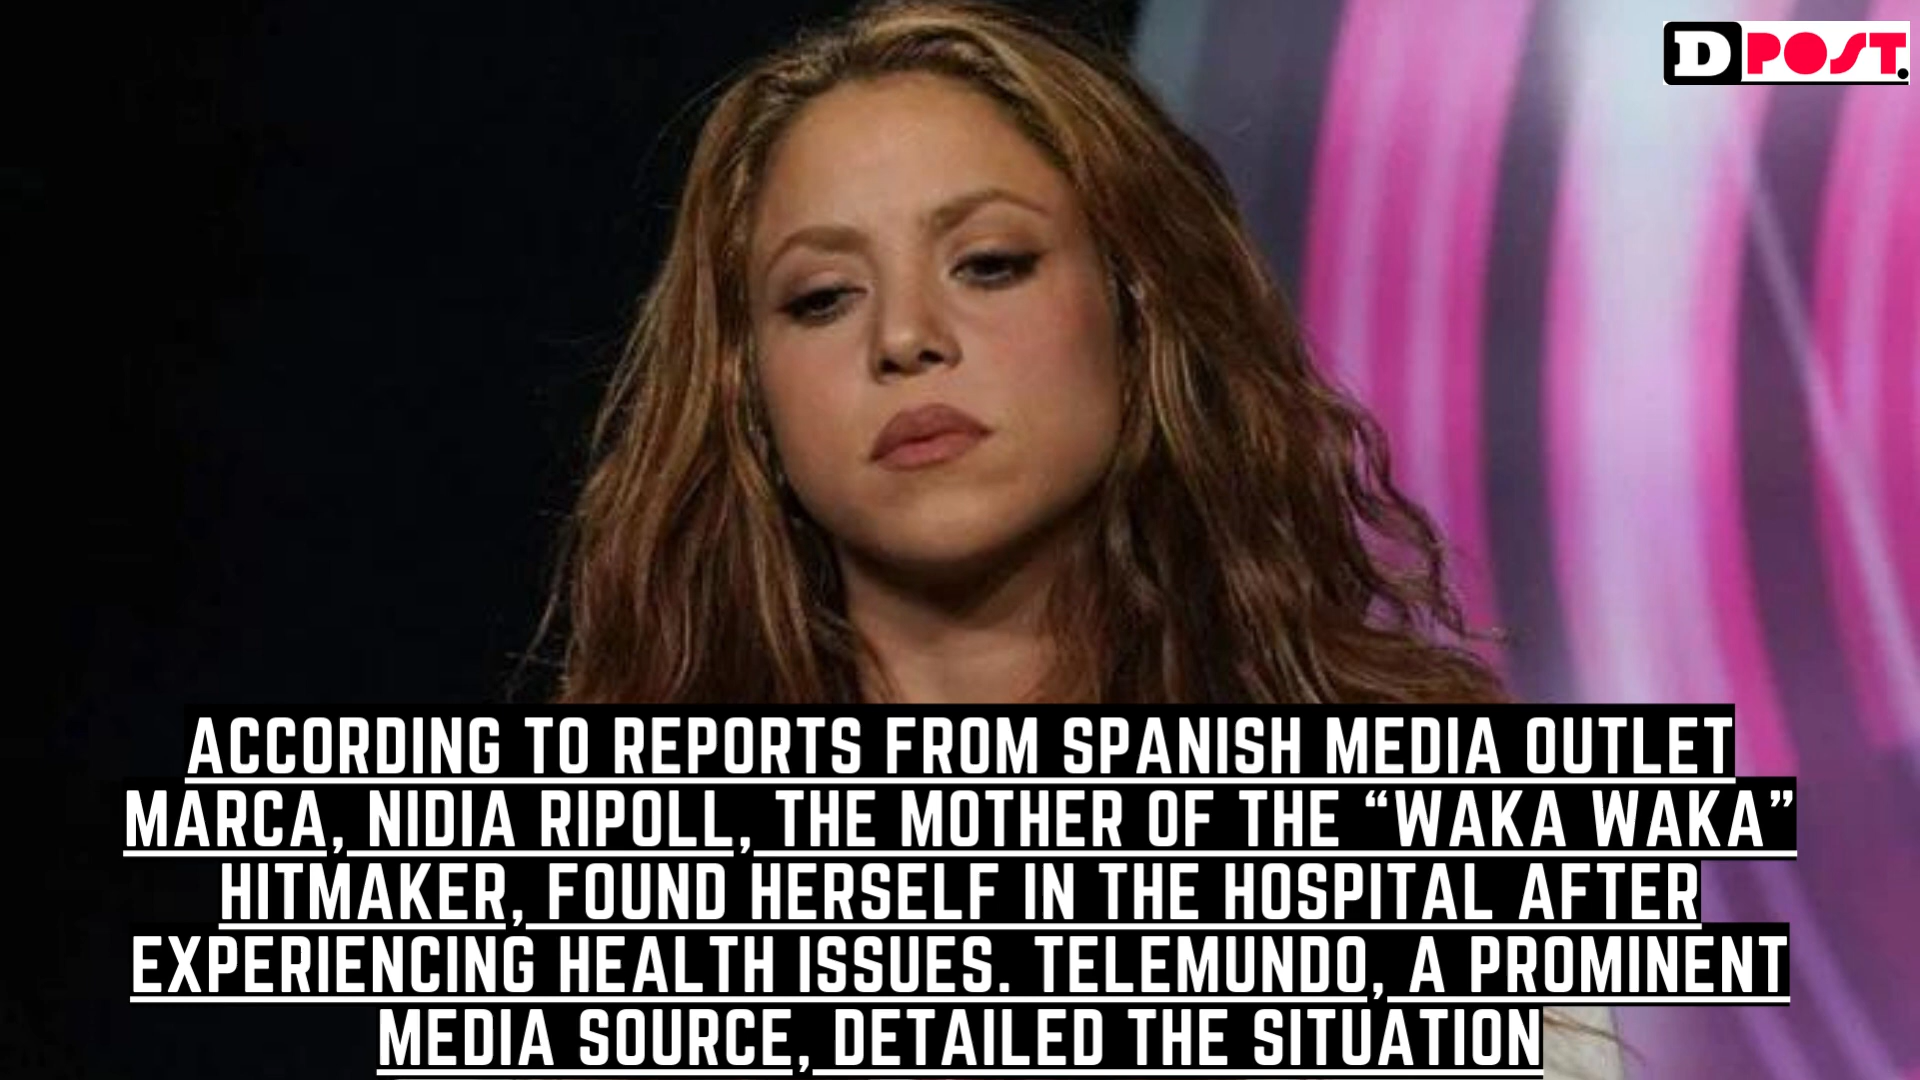 D POST.
ACCORDING TO REPORTS FROM SPANISH MEDIA OUTLET
MARCA, NIDIA RIPOLL, THE MOTHER OF THE “WAKA WAKA”
HITMAKER, FOUND HERSELF IN THE HOSPITAL AFTER
EXPERIENCING HEALTH ISSUES. TELEMUNDO, A PROMINENT
MEDIA SOURCE, DETAILED THE SITUATION